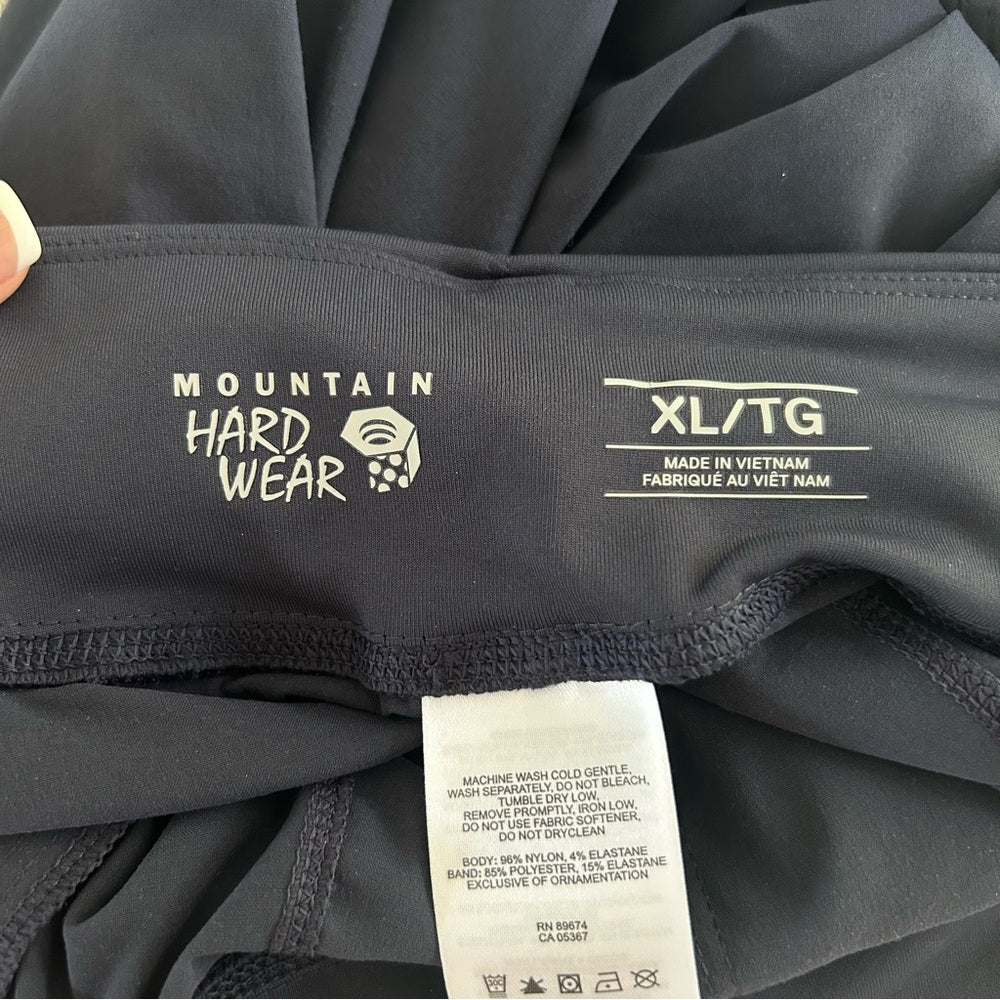 MOUNTAIN
HARD
WEAR
XL/TG
MADE IN VIETNAM
FABRIQUÉ AU VIÊT NAM
MACHINE WASH COLD GENTLE,
WASH SEPARATELY, DO NOT BLEACH,
TUMBLE DRY LOW,
REMOVE PROMPTLY, IRON LOW,
DO NOT USE FABRIC SOFTENER,
DO NOT DRYCLEAN
BODY: 96% NYLON, 4% ELASTANE
BAND: 85% POLYESTER, 15% ELASTANE
EXCLUSIVE OF ORNAMENTATION
RN 89674
CA 05367
30C